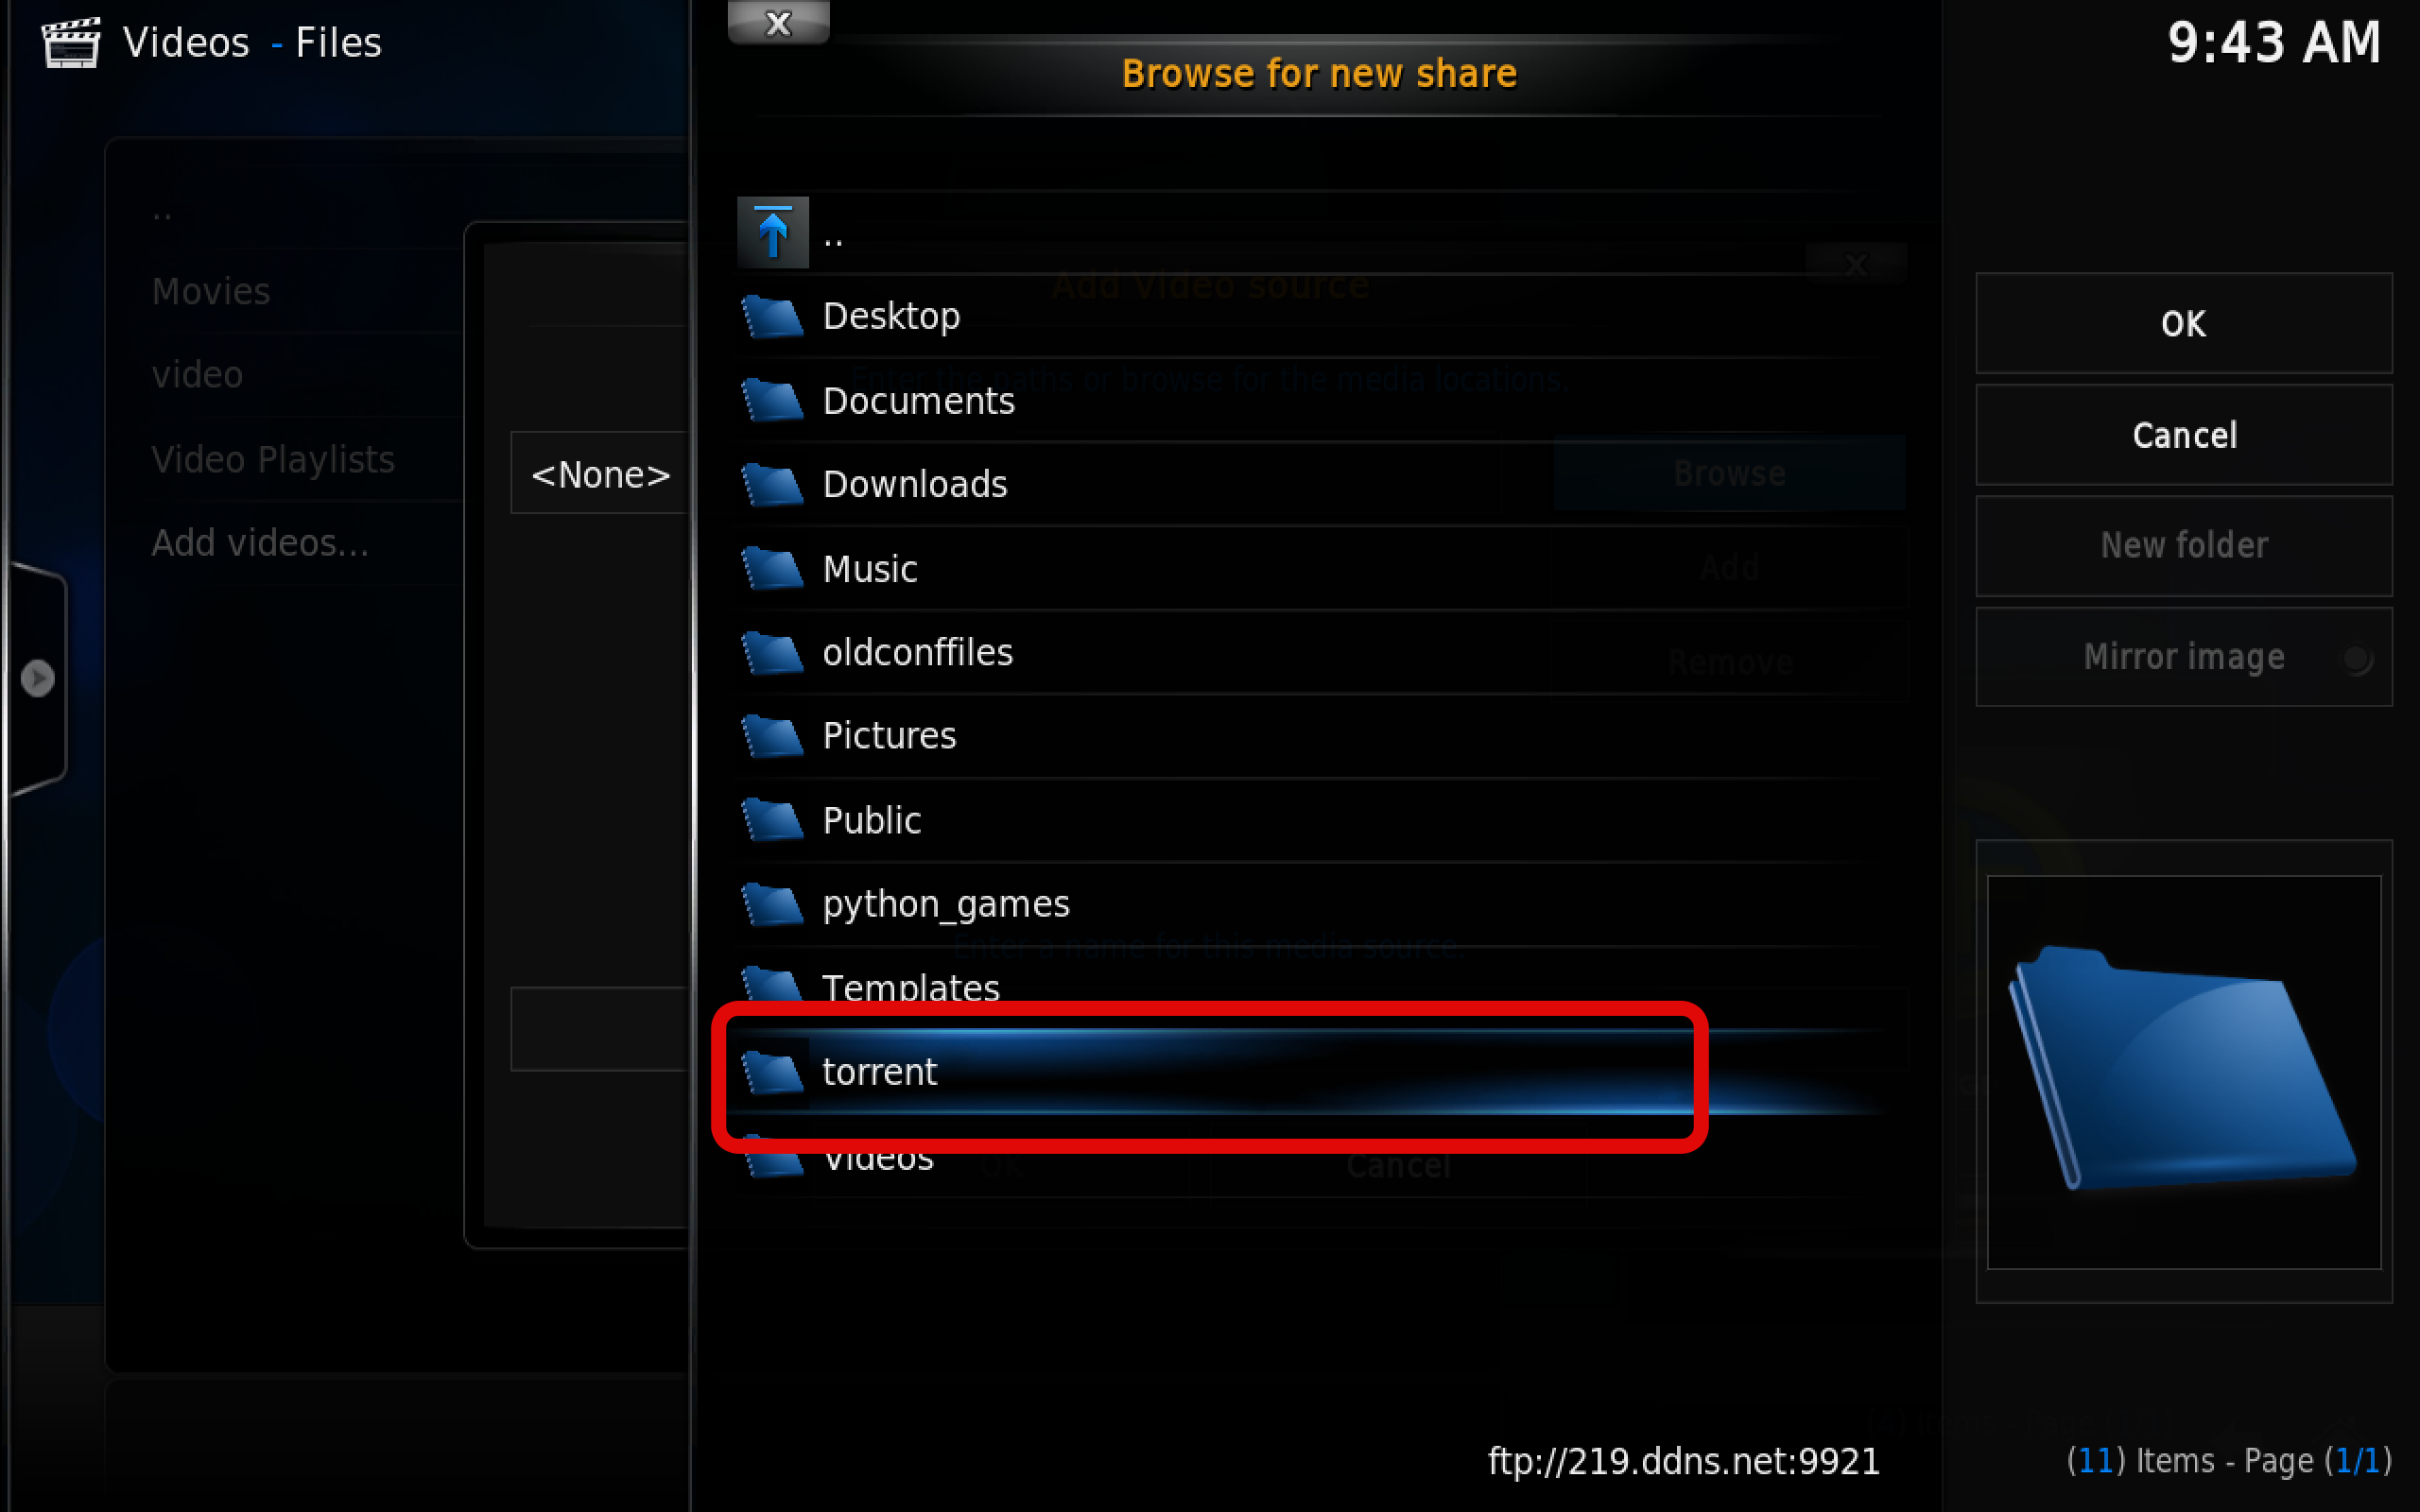 Videos - Files
X
Browse for new share
9:43 AM
..
Movies
video
Video Playlists
Add videos...
<None>
..
Desktop
Documents
Downloads
Music
oldconffiles
Pictures
Public
python_games
Templates
torrent
Videos
Add Video source
X
Enter the paths or browse for the media locations.
Browse
Add
Remove
Enter a name for this media source.
OK
Cancel
OK
Cancel
New folder
Mirror image
ftp://219.ddns.net:9921
(11) Items - Page (1/1)